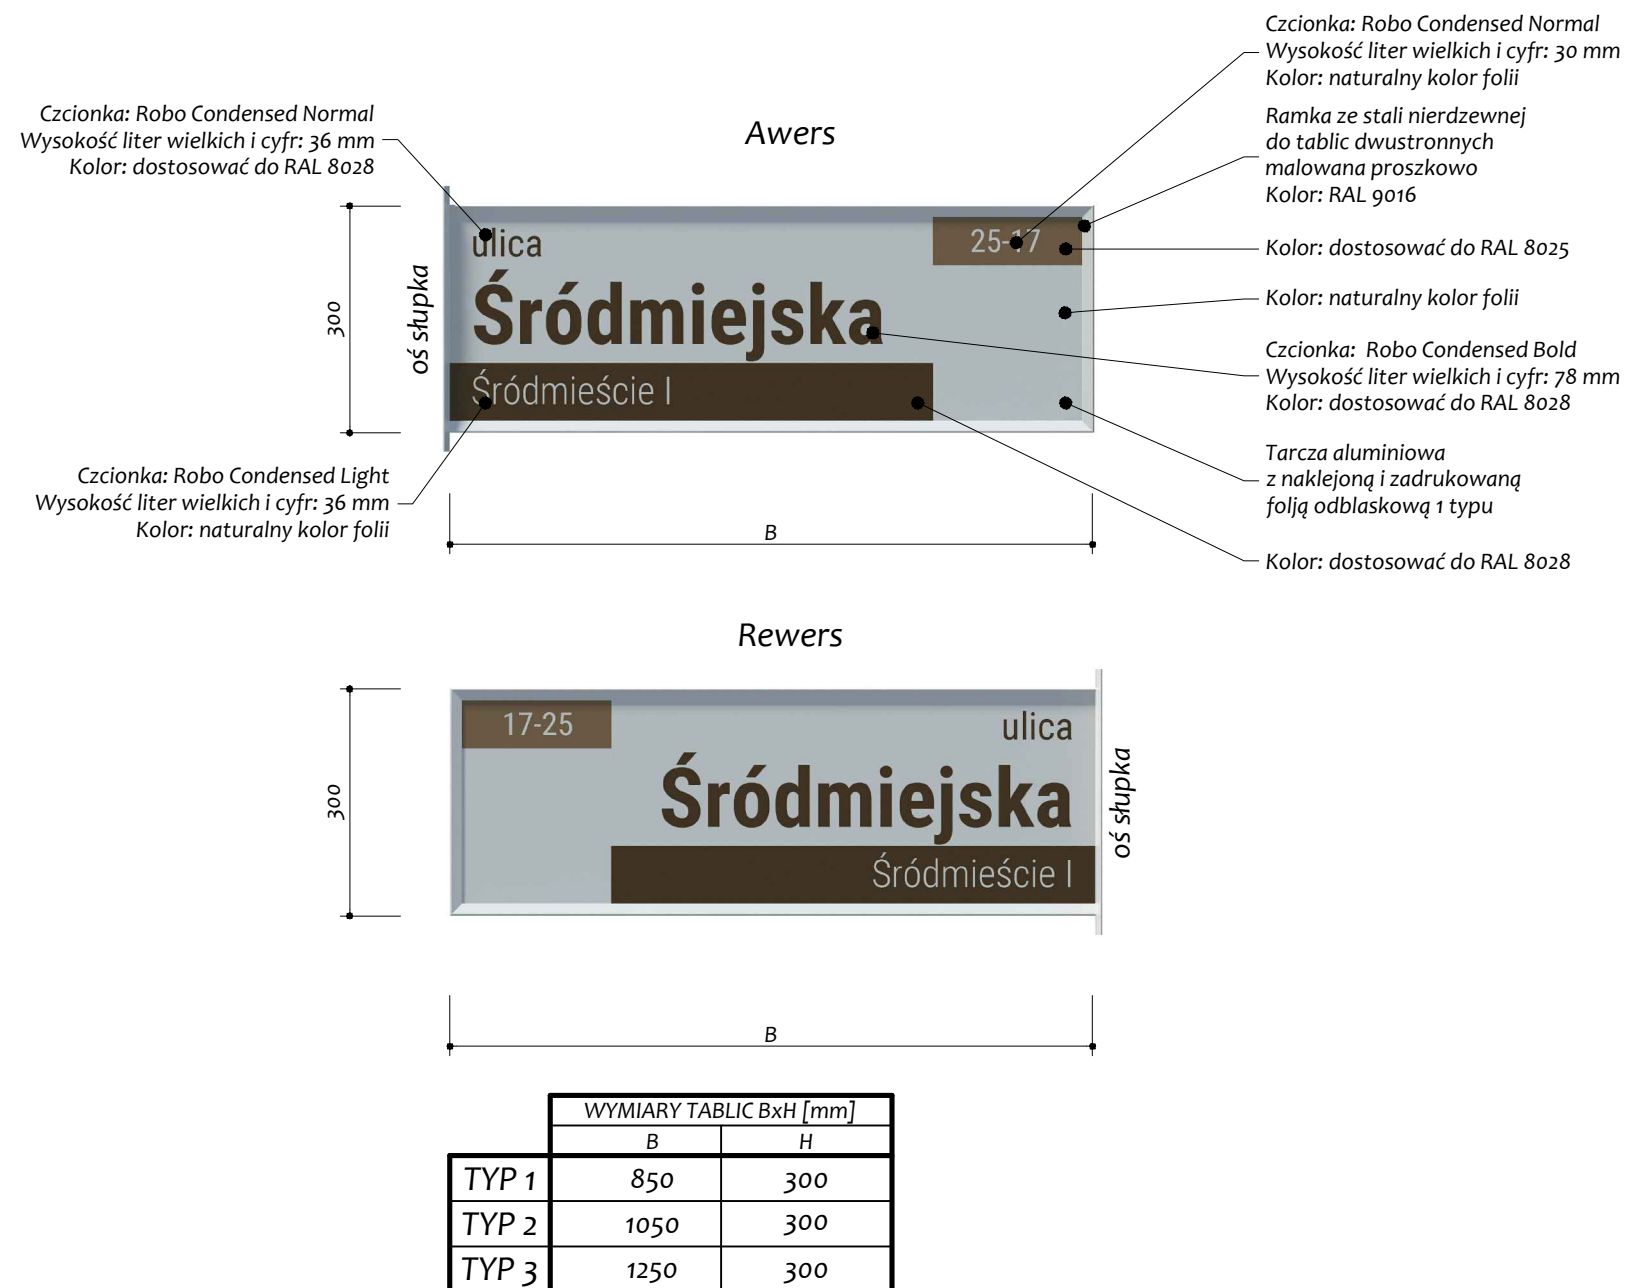 Czcionka: Robo Condensed Normal
Wysokość liter wielkich i cyfr: 30 mm
Kolor: naturalny kolor folii
Ramka ze stali nierdzewnej
do tablic dwustronnych
malowana proszkowo
Kolor: RAL 9016
Kolor: dostosować do RAL 8025
Kolor: naturalny kolor folii
Czcionka: Robo Condensed Bold
Wysokość liter wielkich i cyfr: 78 mm
Kolor: dostosować do RAL 8028
Tarcza aluminiowa
z naklejoną i zadrukowaną
folją odblaskową 1 typu
Kolor: dostosować do RAL 8028
Czcionka: Robo Condensed Normal
Wysokość liter wielkich i cyfr: 36 mm
Kolor: dostosować do RAL 8028
Awers
300
oś słupka
ulica
25-17
Śródmiejska
Śródmieście I
Czcionka: Robo Condensed Light
Wysokość liter wielkich i cyfr: 36 mm
Kolor: naturalny kolor folii
B
Rewers
300
17-25
ulica
Śródmiejska
Śródmieście I
oś słupka
B
WYMIARY TABLIC BxH [mm]
B H
TYP 1 850 300
TYP 2 1050 300
TYP 3 1250 300